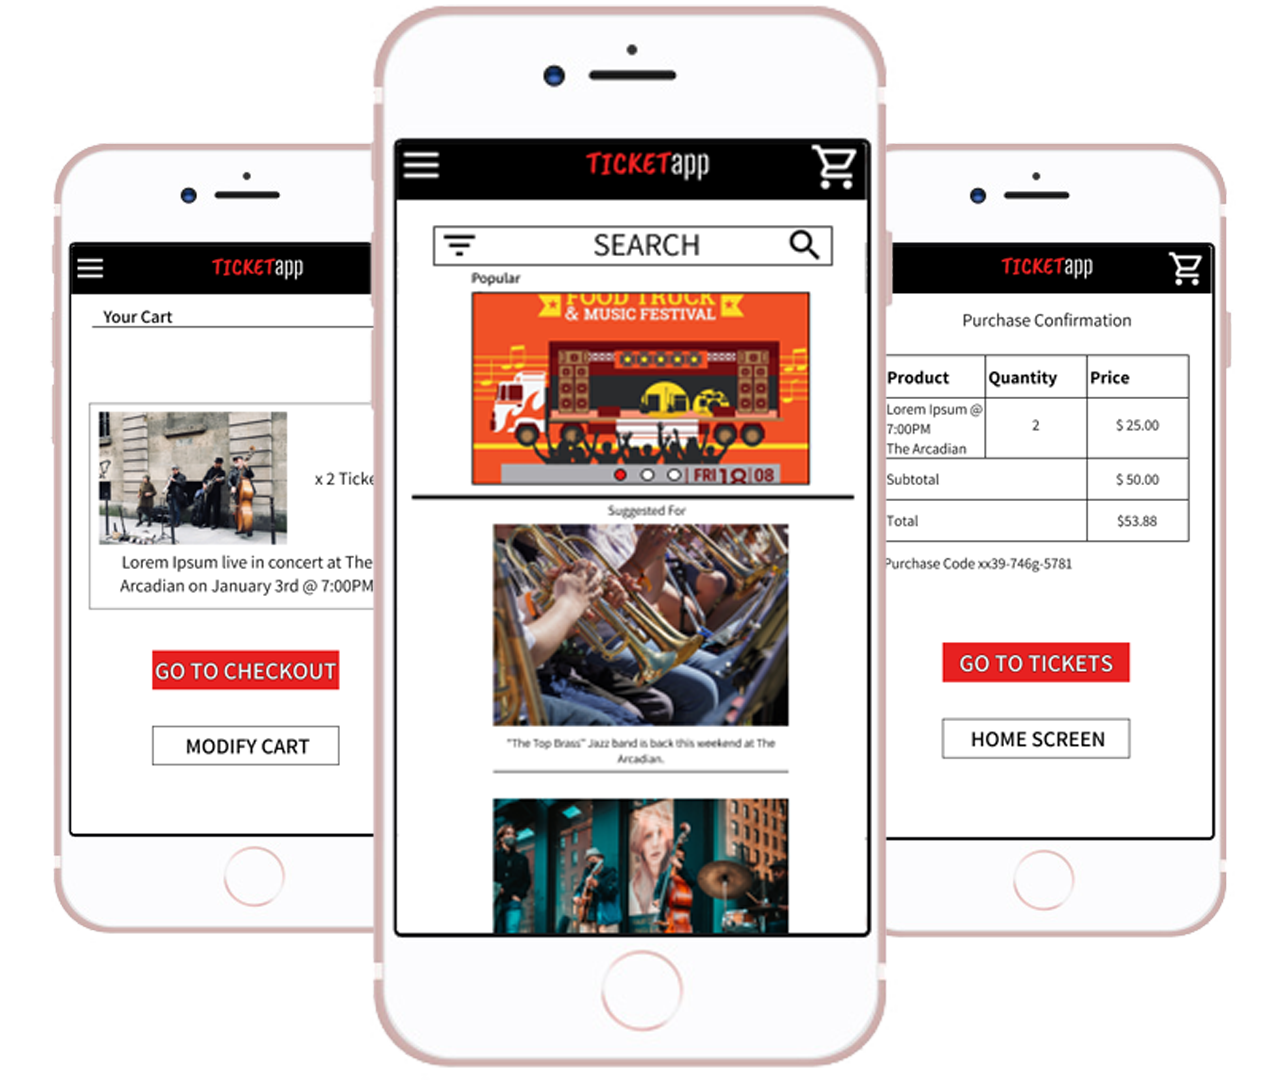 TICKETapp
Your Cart
x 2 Ticke
Lorem Ipsum live in concert at The
Arcadian on January 3rd @ 7:00PM
GO TO CHECKOUT
MODIFY CART
TICKETapp
SEARCH
Popular
FOOD TRUCK
& MUSIC FESTIVAL
FRI 18 08
Suggested For
"The Top Brass" Jazz band is back this weekend at The
Arcadian.
TICKETapp
Purchase Confirmation
Product Quantity Price
Lorem Ipsum @
7:00PM
The Arcadian
2
$ 25.00
Subtotal $ 50.00
Total $53.88
Purchase Code xx39-746g-5781
GO TO TICKETS
HOME SCREEN